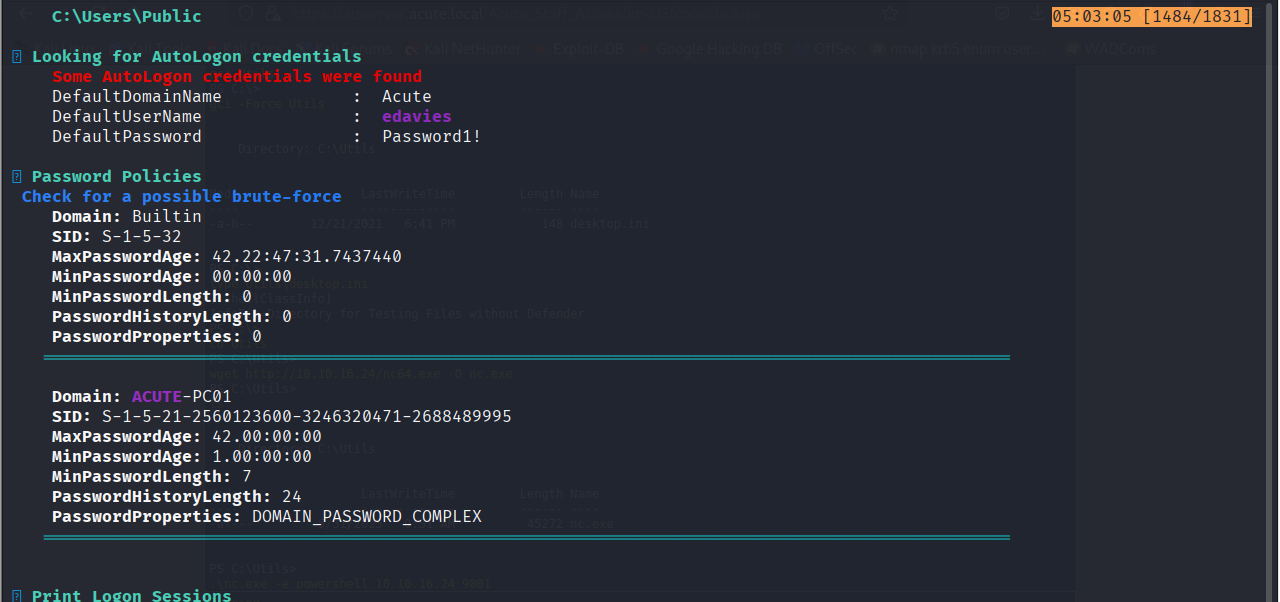 C:\Users\Public 05:03:05 [1484/1831]
Looking for AutoLogon credentials
Some AutoLogon credentials were found
DefaultDomainName : Acute
DefaultUserName : edavies
DefaultPassword : Password1!
Password Policies
Check for a possible brute-force
Domain: Builtin
SID: S-1-5-32
MaxPasswordAge: 42.22:47:31.7437440
MinPasswordAge: 00:00:00
MinPasswordLength: 0
PasswordHistoryLength: 0
PasswordProperties: 0
Domain: ACUTE-PC01
SID: S-1-5-21-2560123600-3246320471-2688489995
MaxPasswordAge: 42.00:00:00
MinPasswordAge: 1.00:00:00
MinPasswordLength: 7
PasswordHistoryLength: 24
PasswordProperties: DOMAIN_PASSWORD_COMPLEX
Print Logon Sessions